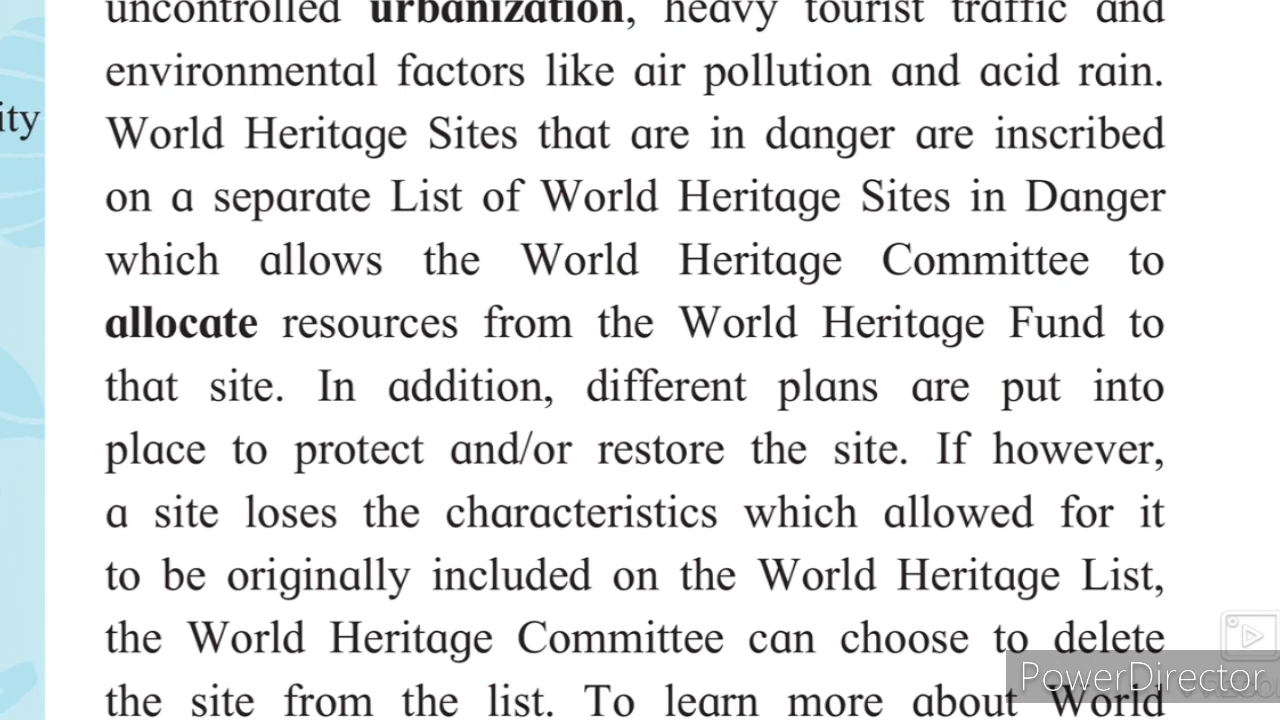 uncontrolled urbanization, heavy tourist traffic and
environmental factors like air pollution and acid rain.
ity
World Heritage Sites that are in danger are inscribed
on a separate List of World Heritage Sites in Danger
which allows the World Heritage Committee to
allocate resources from the World Heritage Fund to
that site. In addition, different plans are put into
place to protect and/or restore the site. If however,
a site loses the characteristics which allowed for it
to be originally included on the World Heritage List,
the World Heritage Committee can choose to delete
the site from the list. To learn more about World
PowerDirector